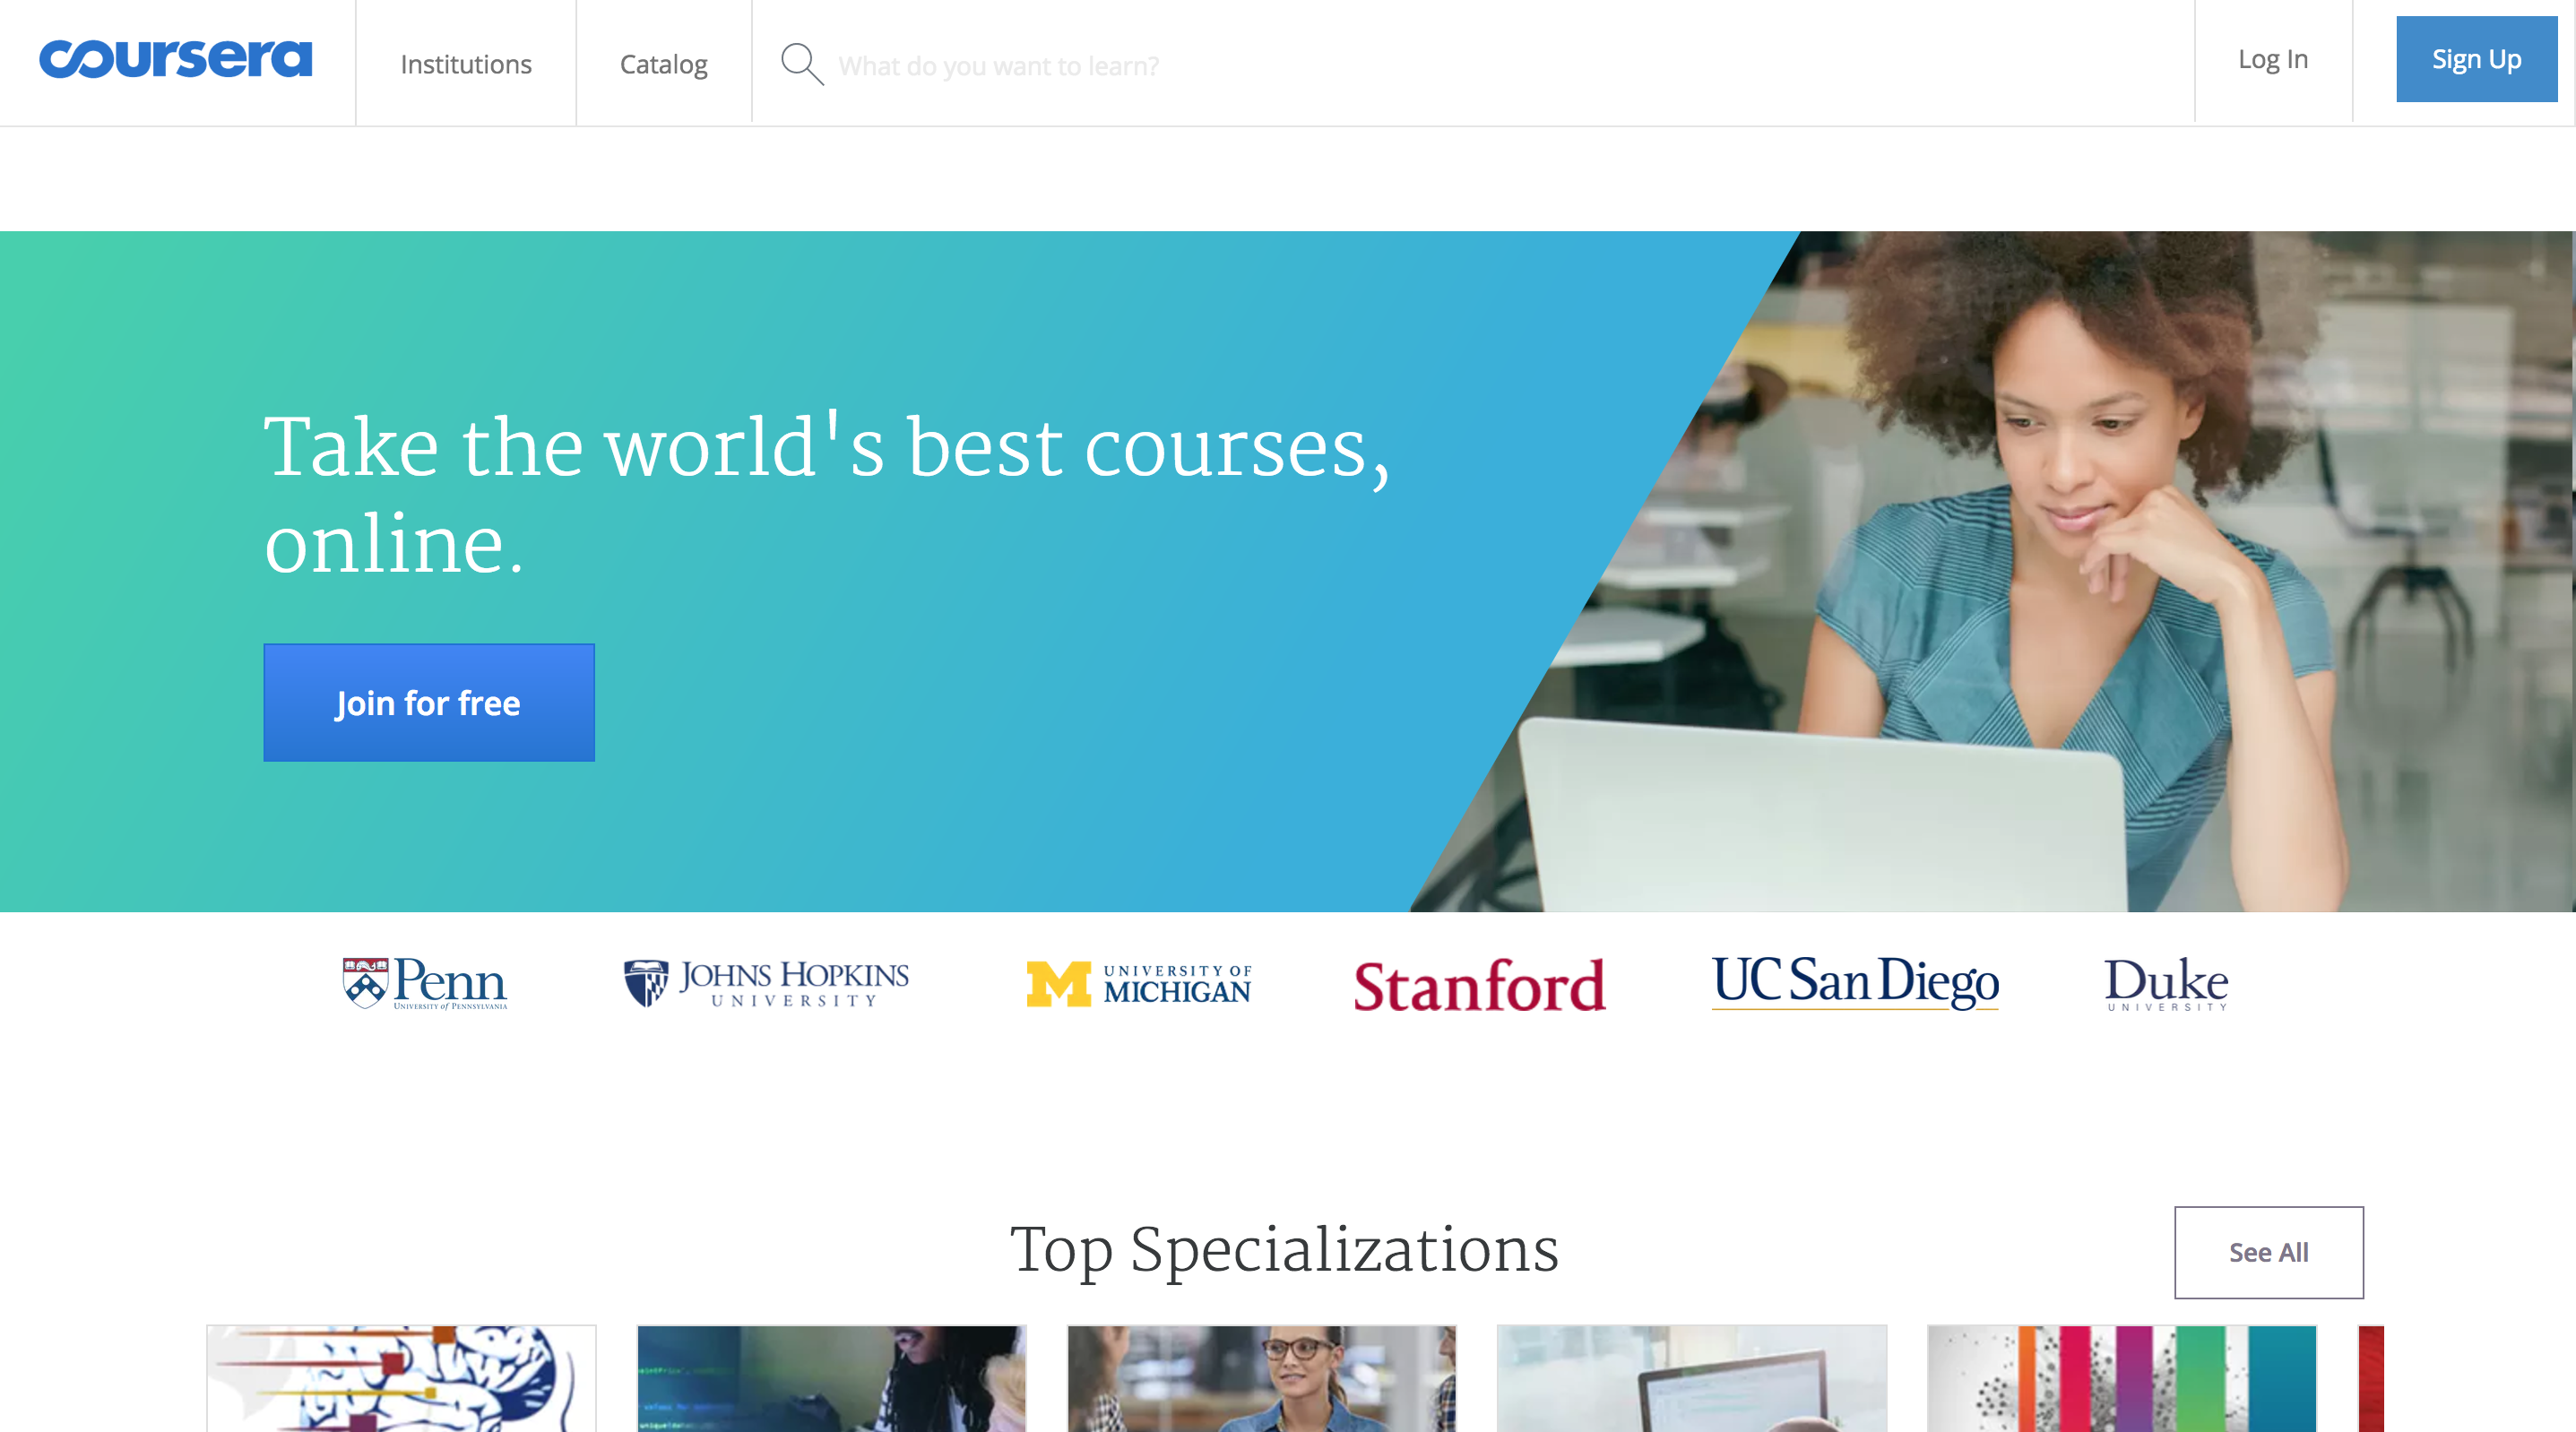 coursera
Institutions
Catalog
What do you want to learn?
Log In
Sign Up
Take the world's best courses,
online.
Join for free
Penn
UNIVERSITY of PENNSYLVANIA
JOHNS HOPKINS
UNIVERSITY
M
UNIVERSITY OF
MICHIGAN
Stanford
UC San Diego
Duke
UNIVERSITY
Top Specializations
See All